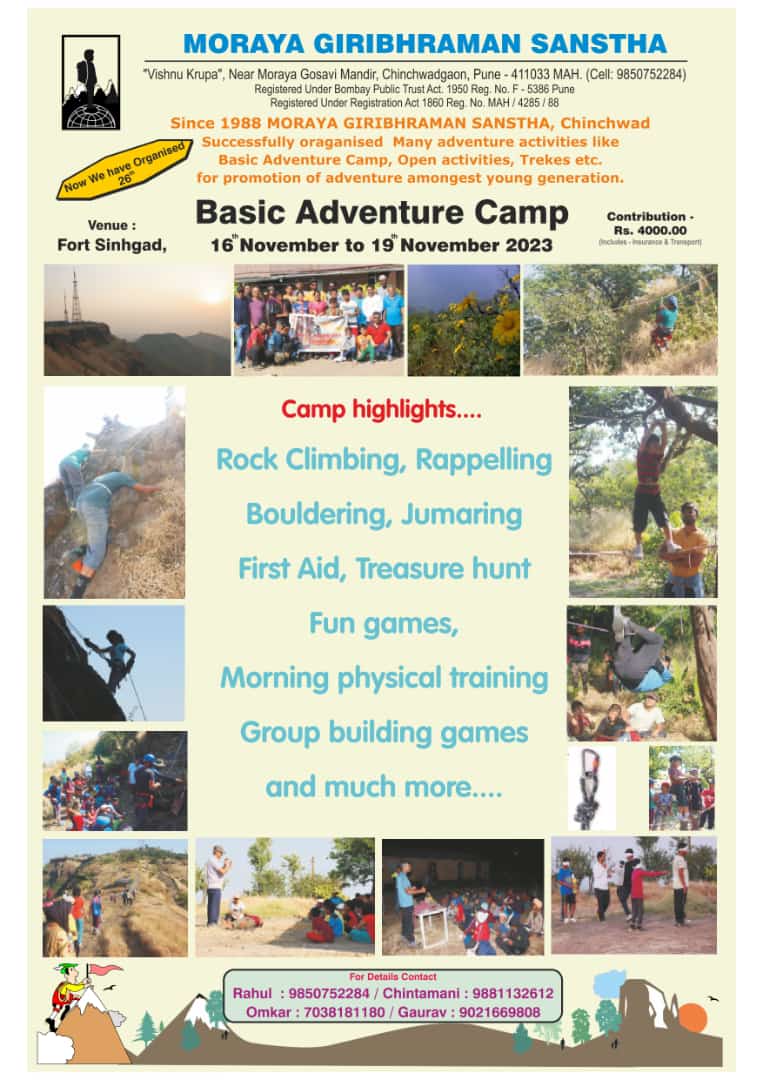 MORAYA GIRIBHRAMAN SANSTHA
"Vishnu Krupa", Near Moraya Gosavi Mandir, Chinchwadgaon, Pune - 411033 MAH. (Cell: 9850752284)
Registered Under Bombay Public Trust Act. 1950 Reg. No. F - 5386 Pune
Registered Under Registration Act 1860 Reg. No. MAH / 4285 / 88
Since 1988 MORAYA GIRIBHRAMAN SANSTHA, Chinchwad
Successfully oraganised Many adventure activities like
Basic Adventure Camp, Open activities, Trekes etc.
for promotion of adventure amongest young generation.
Now We have Orgenised
26th
Basic Adventure Camp
16th November to 19th November 2023
Venue :
Fort Sinhgad,
Contribution -
Rs. 4000.00
(Includes - Insurance & Transport)
Camp highlights....
Rock Climbing, Rappelling
Bouldering, Jumaring
First Aid, Treasure hunt
Fun games,
Morning physical training
Group building games
and much more....
For Details Contact
Rahul : 9850752284 / Chintamani : 9881132612
Omkar : 7038181180 / Gaurav : 9021669808